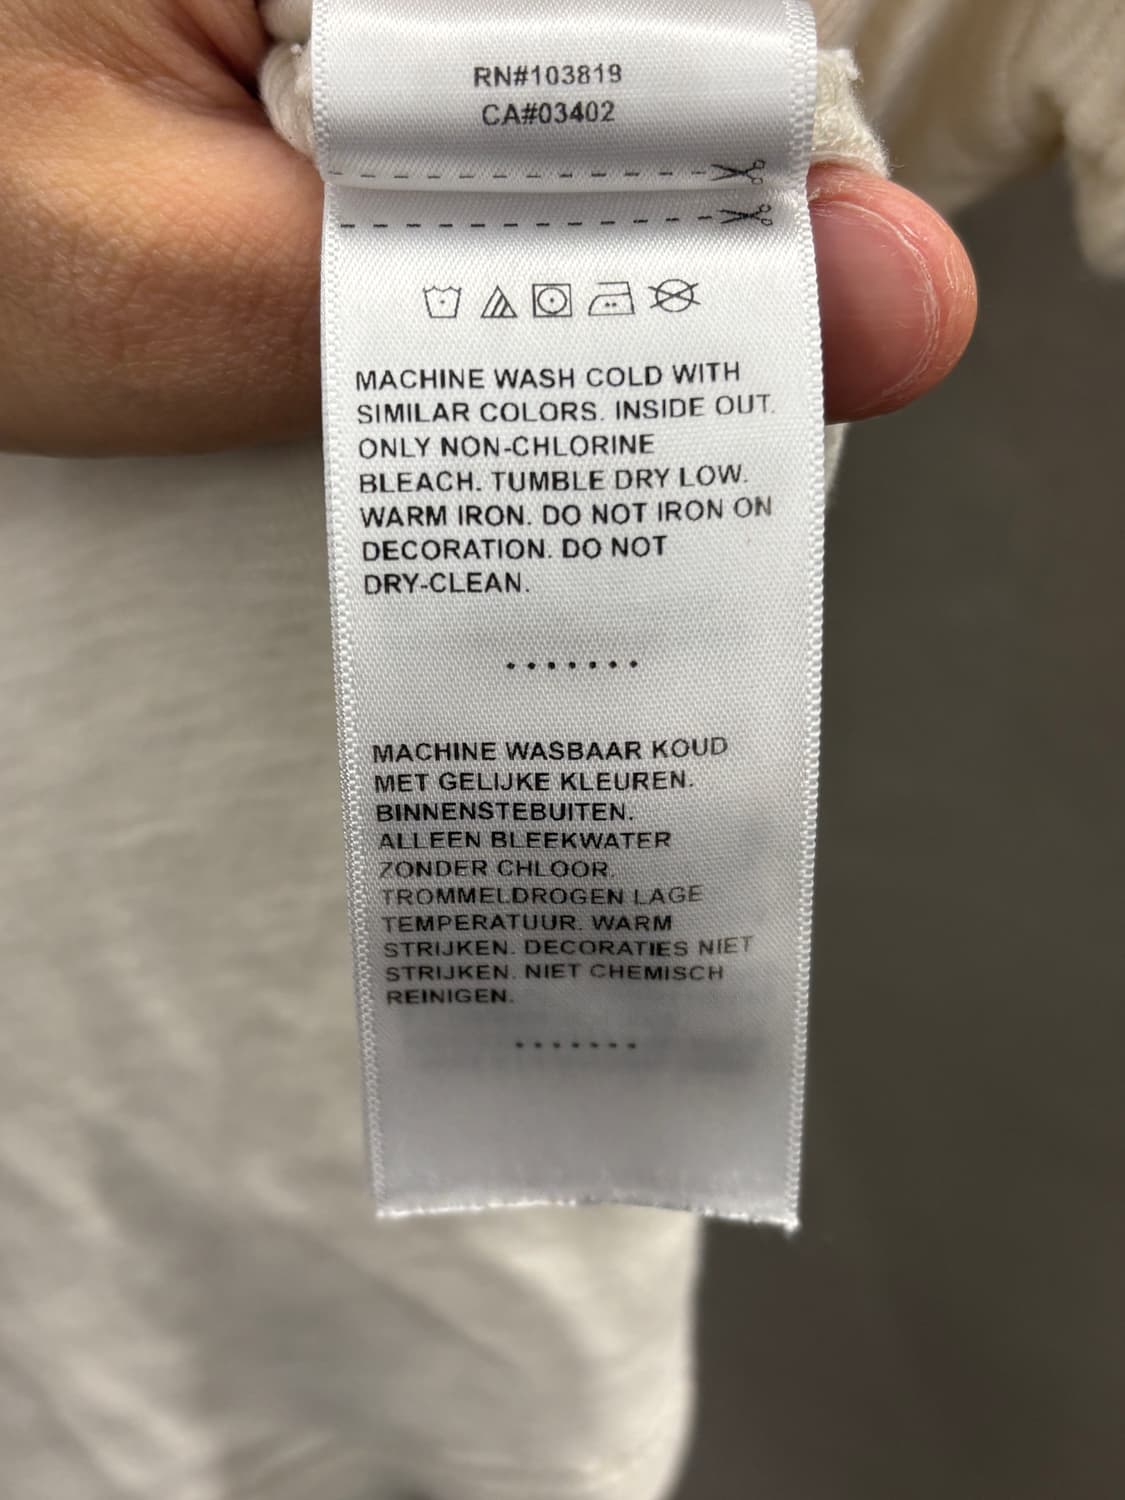 RN#103819
CA#03402
MACHINE WASH COLD WITH
SIMILAR COLORS. INSIDE OUT.
ONLY NON-CHLORINE
BLEACH. TUMBLE DRY LOW.
WARM IRON. DO NOT IRON ON
DECORATION. DO NOT
DRY-CLEAN.
.......
MACHINE WASBAAR KOUD
MET GELIJKE KLEUREN.
BINNENSTEBUITEN.
ALLEEN BLEEKWATER
ZONDER CHLOOR.
TROMMELDROGEN LAGE
TEMPERATUUR. WARM
STRIJKEN. DECORATIES NIET
STRIJKEN. NIET CHEMISCH
REINIGEN.
.......